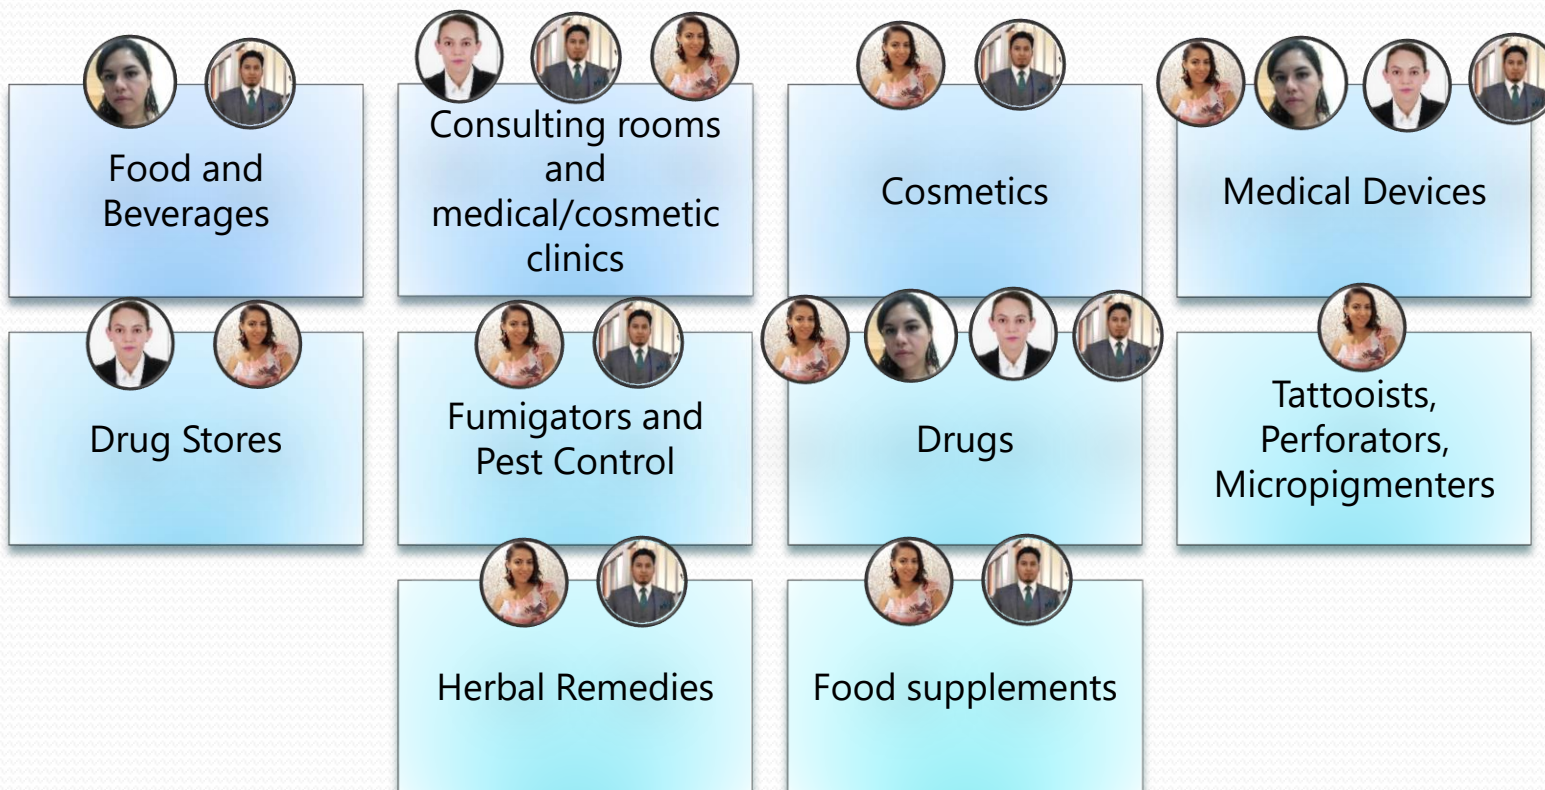 Food and
Beverages
Consulting rooms
and
medical/cosmetic
clinics
Cosmetics
Medical Devices
Drug Stores
Fumigators and
Pest Control
Drugs
Tattooists,
Perforators,
Micropigmenters
Herbal Remedies
Food supplements